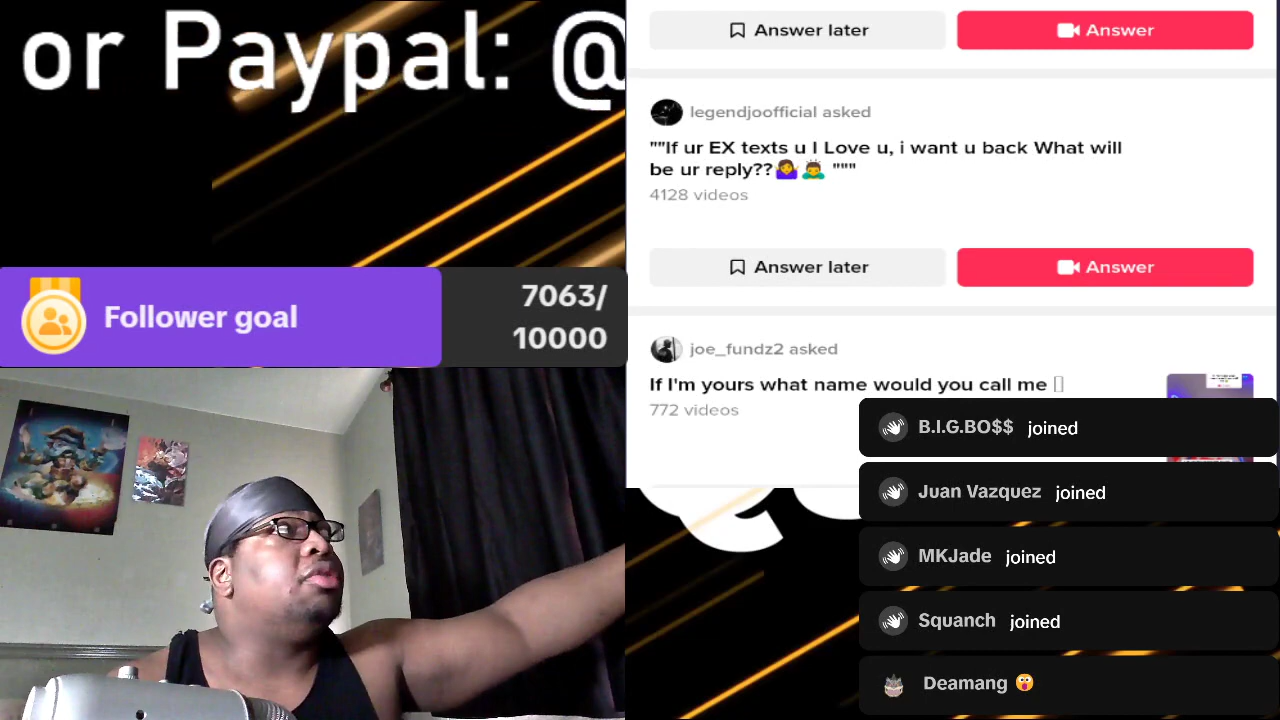 or Paypal: @
Follower goal
7063/
10000
Answer later
Answer
legendjoofficial asked
""If ur EX texts u I Love u, i want u back What will
be ur reply??🤷‍♀️🙇‍♂️ """
4128 videos
Answer later
Answer
joe_fundz2 asked
If I'm yours what name would you call me
772 videos
B.I.G.BO$$ joined
Juan Vazquez joined
MKJade joined
Squanch joined
Deamang 😲